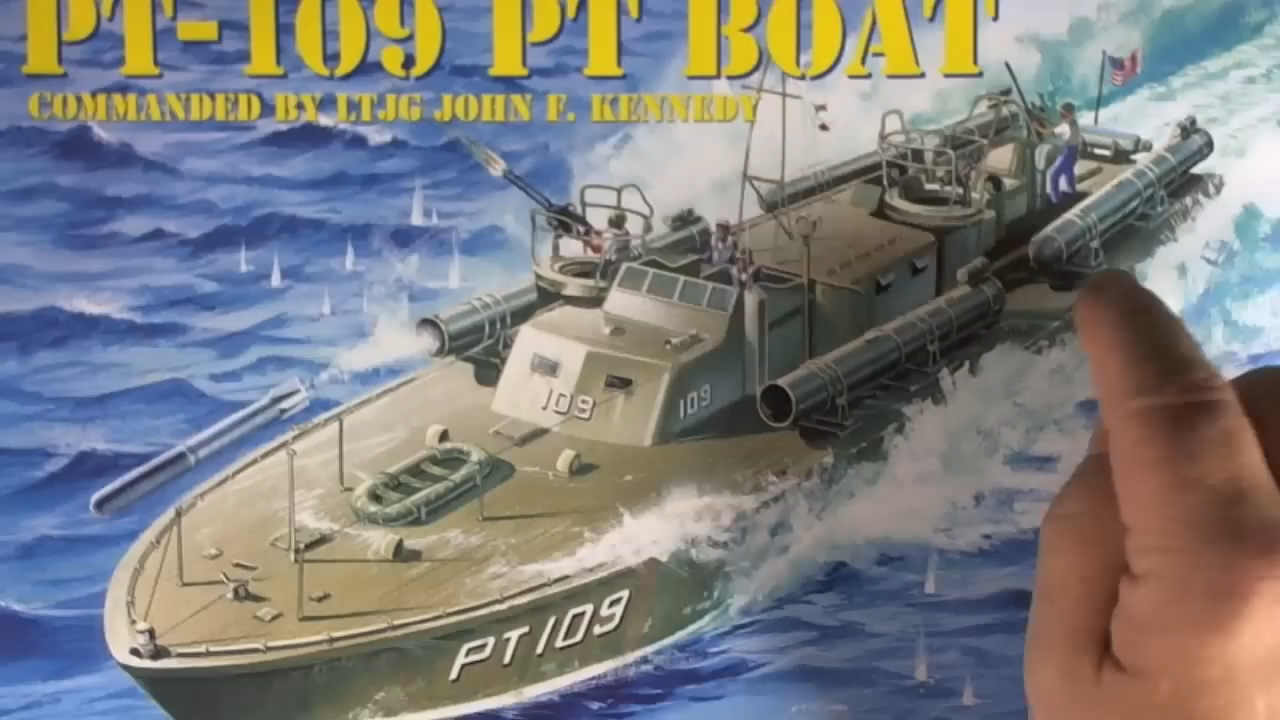 PT-109 PT BOAT
COMMANDED BY LTJG JOHN F. KENNEDY
109
109
PT109